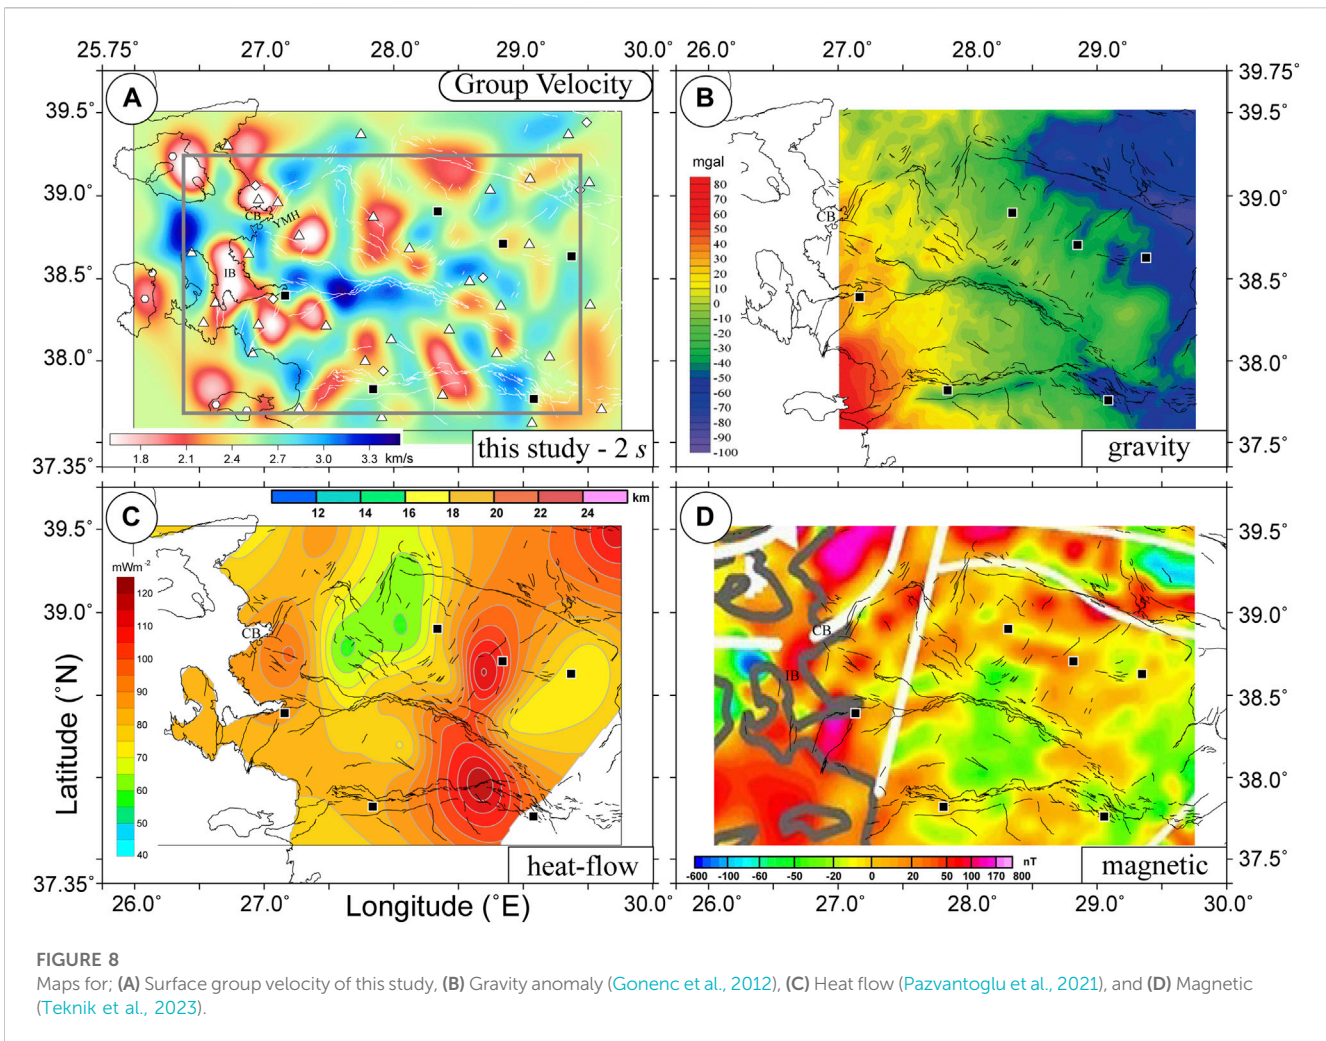 25.75° 27.0° 28.0° 29.0° 30.0° 26.0° 27.0° 28.0° 29.0°
A Group Velocity B 39.75°
39.5° 39.5°
mgal
80
70
60
50
40
30
20
10
0
-10
-20
-30
-40
-50
-60
-70
-80
-90
-100
39.0° CB YMH CB 39.0°
38.5° IB 38.5°
38.0° 38.0°
1.8 2.1 2.4 2.7 3.0 3.3 km/s
this study - 2 s gravity 37.5°
37.35°
C 12 14 16 18 20 22 24 km D
39.5° 39.5°
mWm-2
120
110
100
90
80
70
60
50
40
39.0° CB CB 39.0°
38.5° IB 38.5°
38.0° 38.0°
Latitude (°N)
-600 -100 -60 -50 -20 0 20 50 100 170 800 nT
heat-flow magnetic 37.5°
37.35°
26.0° 27.0° Longitude (°E) 30.0° 26.0° 27.0° 28.0° 29.0° 30.0°
FIGURE 8
Maps for; (A) Surface group velocity of this study, (B) Gravity anomaly (Gonenc et al., 2012), (C) Heat flow (Pazvantoglu et al., 2021), and (D) Magnetic
(Teknik et al., 2023).